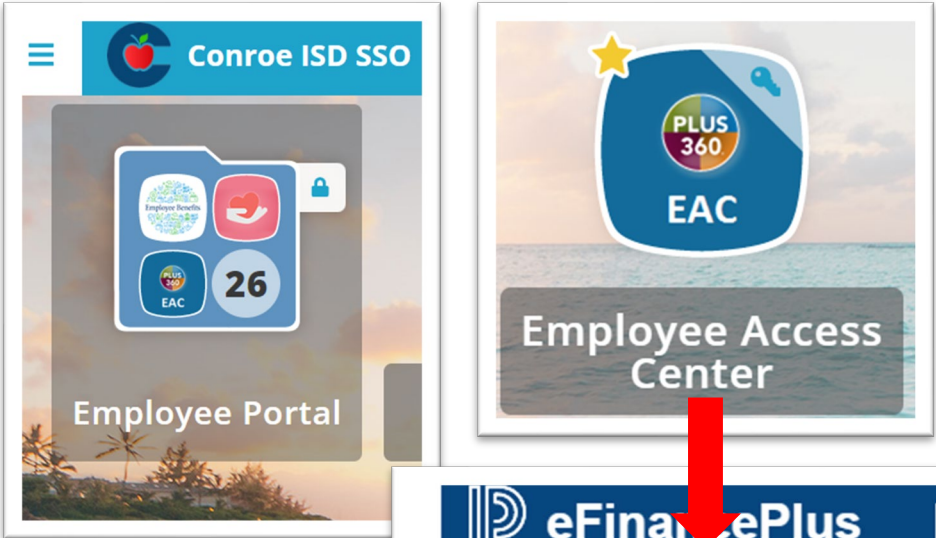 Conroe ISD SSO
Employee Benefits
PLUS
360
EAC
26
Employee Portal
PLUS
360
EAC
Employee Access
Center
eFinancePlus